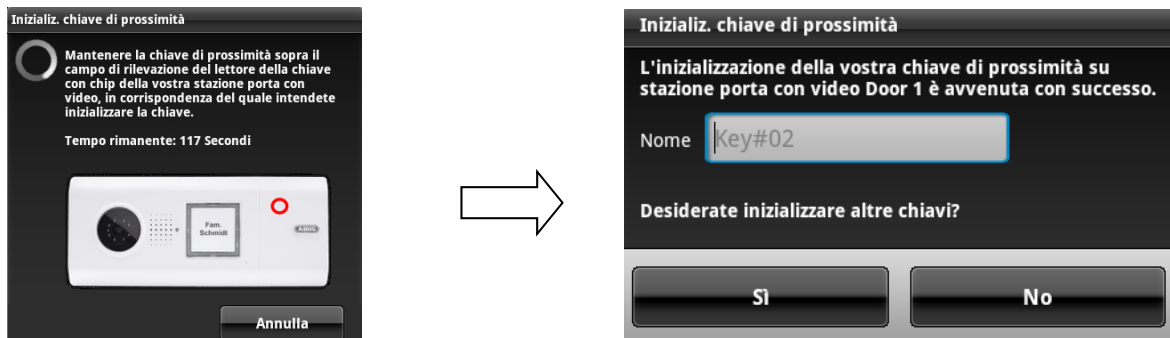 Inizializ. chiave di prossimità
Mantenere la chiave di prossimità sopra il
campo di rilevazione del lettore della chiave
con chip della vostra stazione porta con
video, in corrispondenza del quale intendete
inizializzare la chiave.
Tempo rimanente: 117 Secondi
Fam.
Schmidt
ABUS
Annulla
Inizializ. chiave di prossimità
L'inizializzazione della vostra chiave di prossimità su
stazione porta con video Door 1 è avvenuta con successo.
Nome Key#02
Desiderate inizializzare altre chiavi?
Sì No